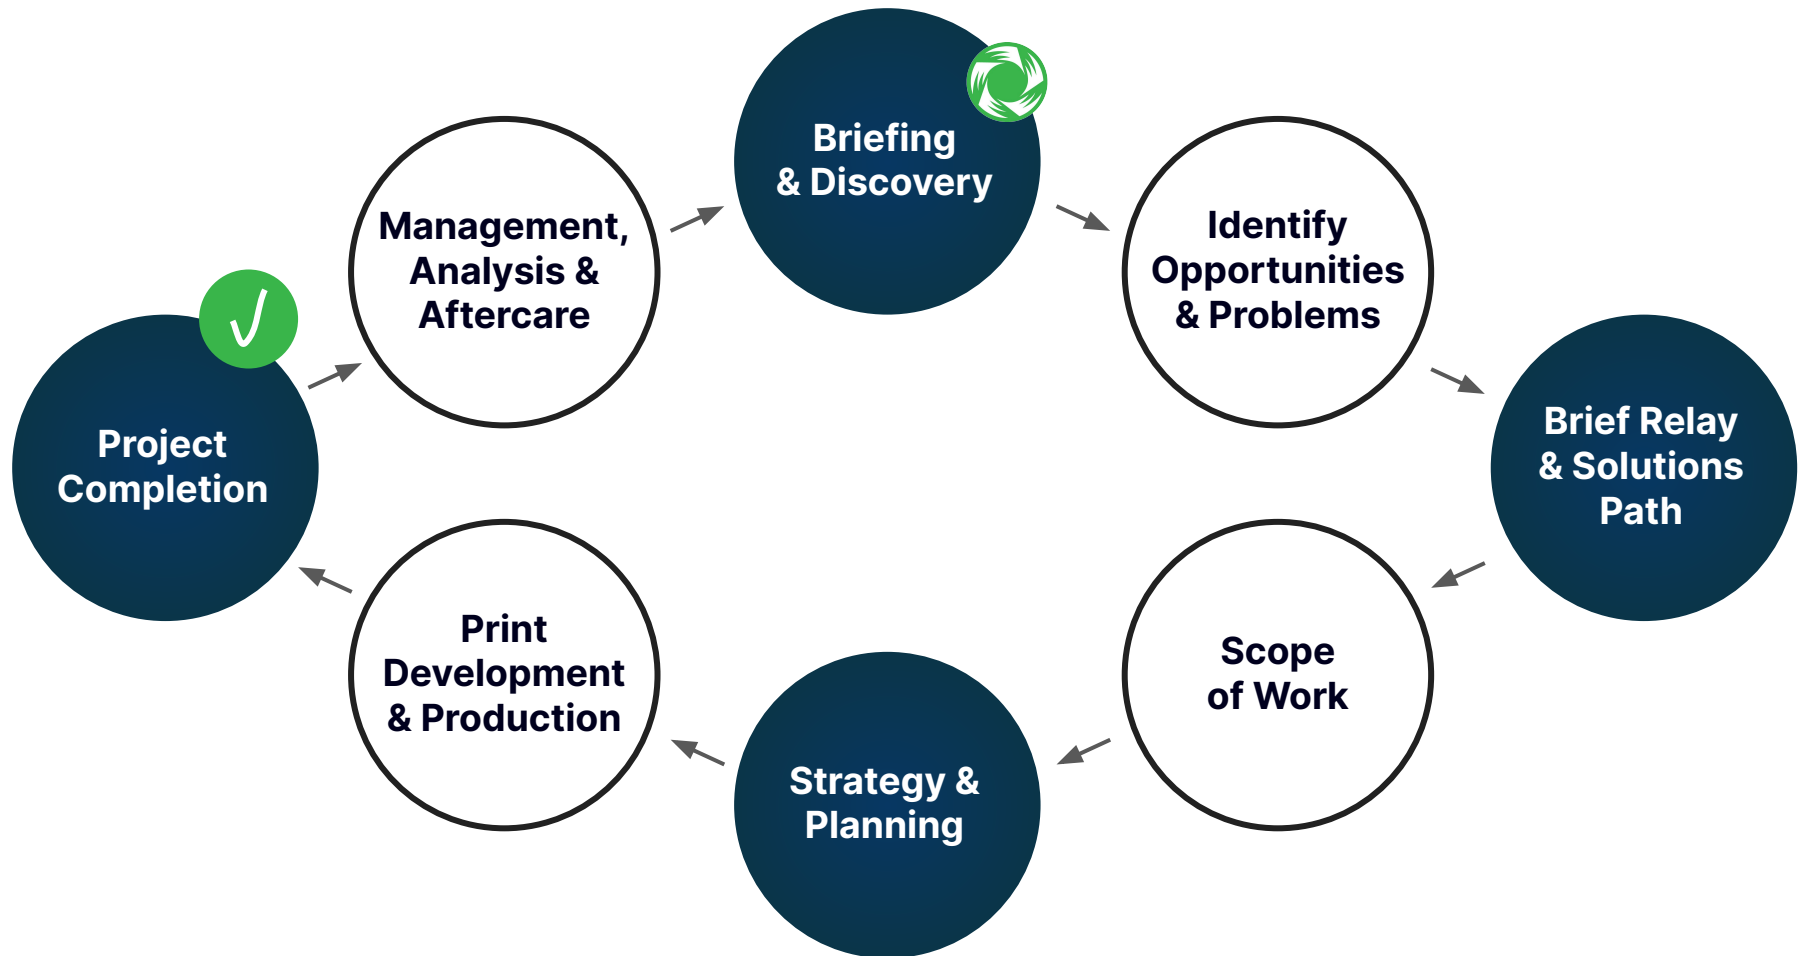 Briefing
& Discovery
Identify
Opportunities
& Problems
Brief Relay
& Solutions
Path
Scope
of Work
Strategy &
Planning
Print
Development
& Production
Project
Completion
Management,
Analysis &
Aftercare